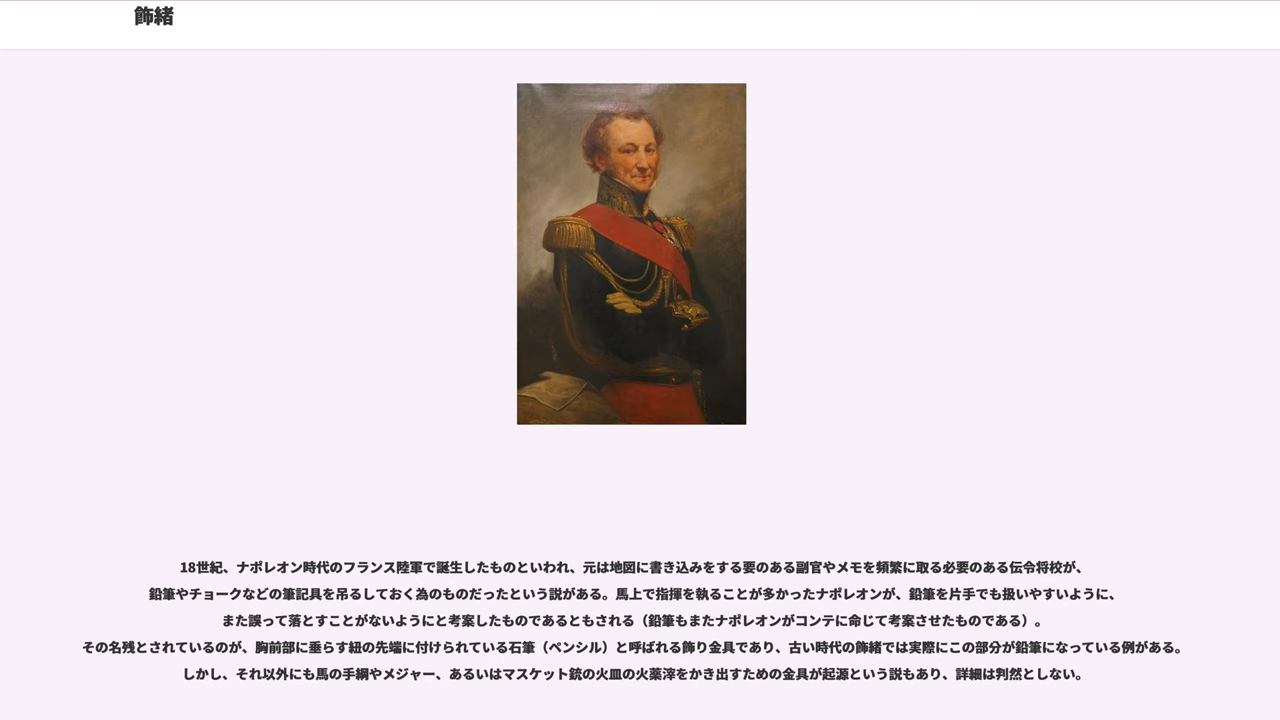 飾緒
18世紀、ナポレオン時代のフランス陸軍で誕生したものといわれ、元は地図に書き込みをする要のある副官やメモを頻繁に取る必要のある伝令将校が、
鉛筆やチョークなどの筆記具を吊るしておく為のものだったという説がある。馬上で指揮を執ることが多かったナポレオンが、鉛筆を片手でも扱いやすいように、
また誤って落とすことがないようにと考案したものであるともされる（鉛筆もまたナポレオンがコンテに命じて考案させたものである）。
その名残とされているのが、胸前部に垂らす紐の先端に付けられている石筆（ペンシル）と呼ばれる飾り金具であり、古い時代の飾緒では実際にこの部分が鉛筆になっている例がある。
しかし、それ以外にも馬の手綱やメジャー、あるいはマスケット銃の火皿の火薬滓をかき出すための金具が起源という説もあり、詳細は判然としない。